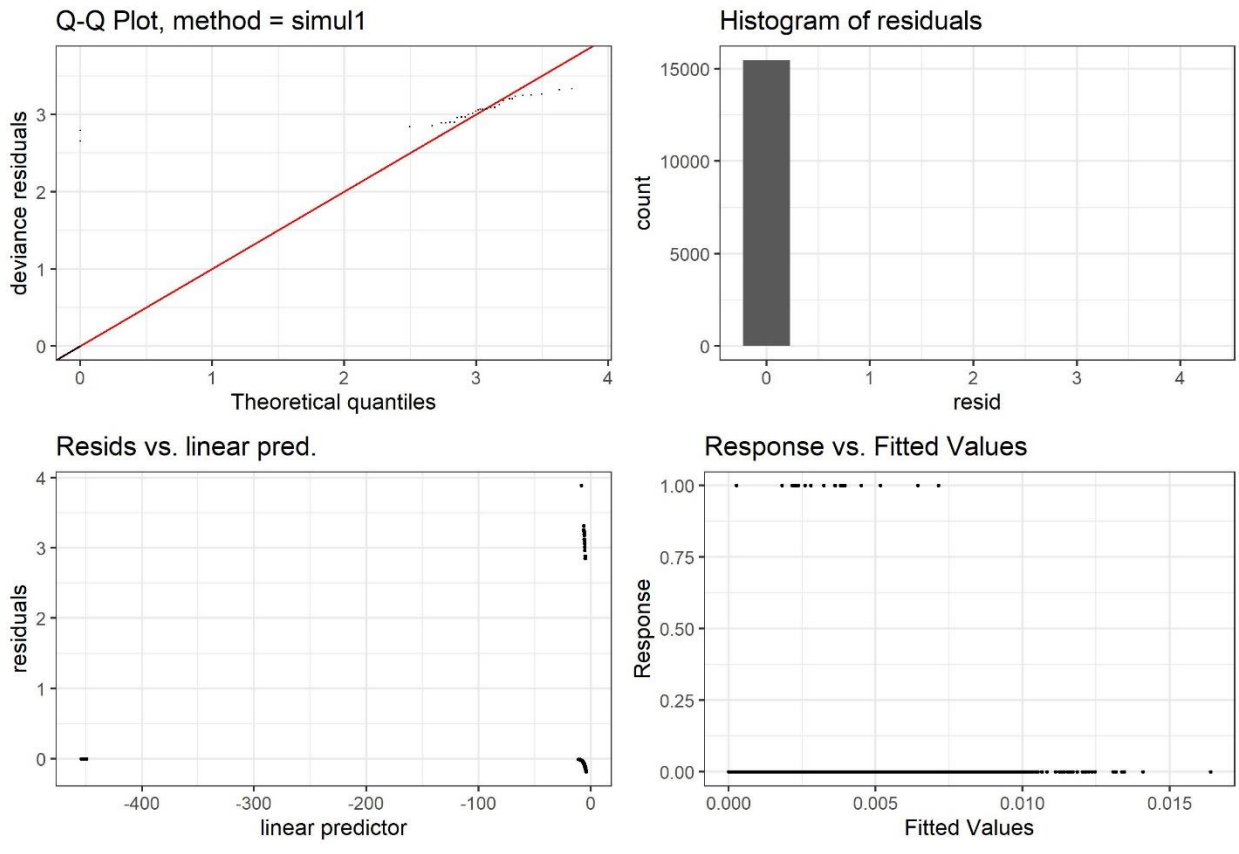 Q-Q Plot, method = simul1
deviance residuals
3
2
1
0
0 1 2 3 4
Theoretical quantiles
Histogram of residuals
count
15000
10000
5000
0
0 1 2 3 4
resid
Resids vs. linear pred.
residuals
4
3
2
1
0
-400 -300 -200 -100 0
linear predictor
Response vs. Fitted Values
Response
1.00
0.75
0.50
0.25
0.00
0.000 0.005 0.010 0.015
Fitted Values